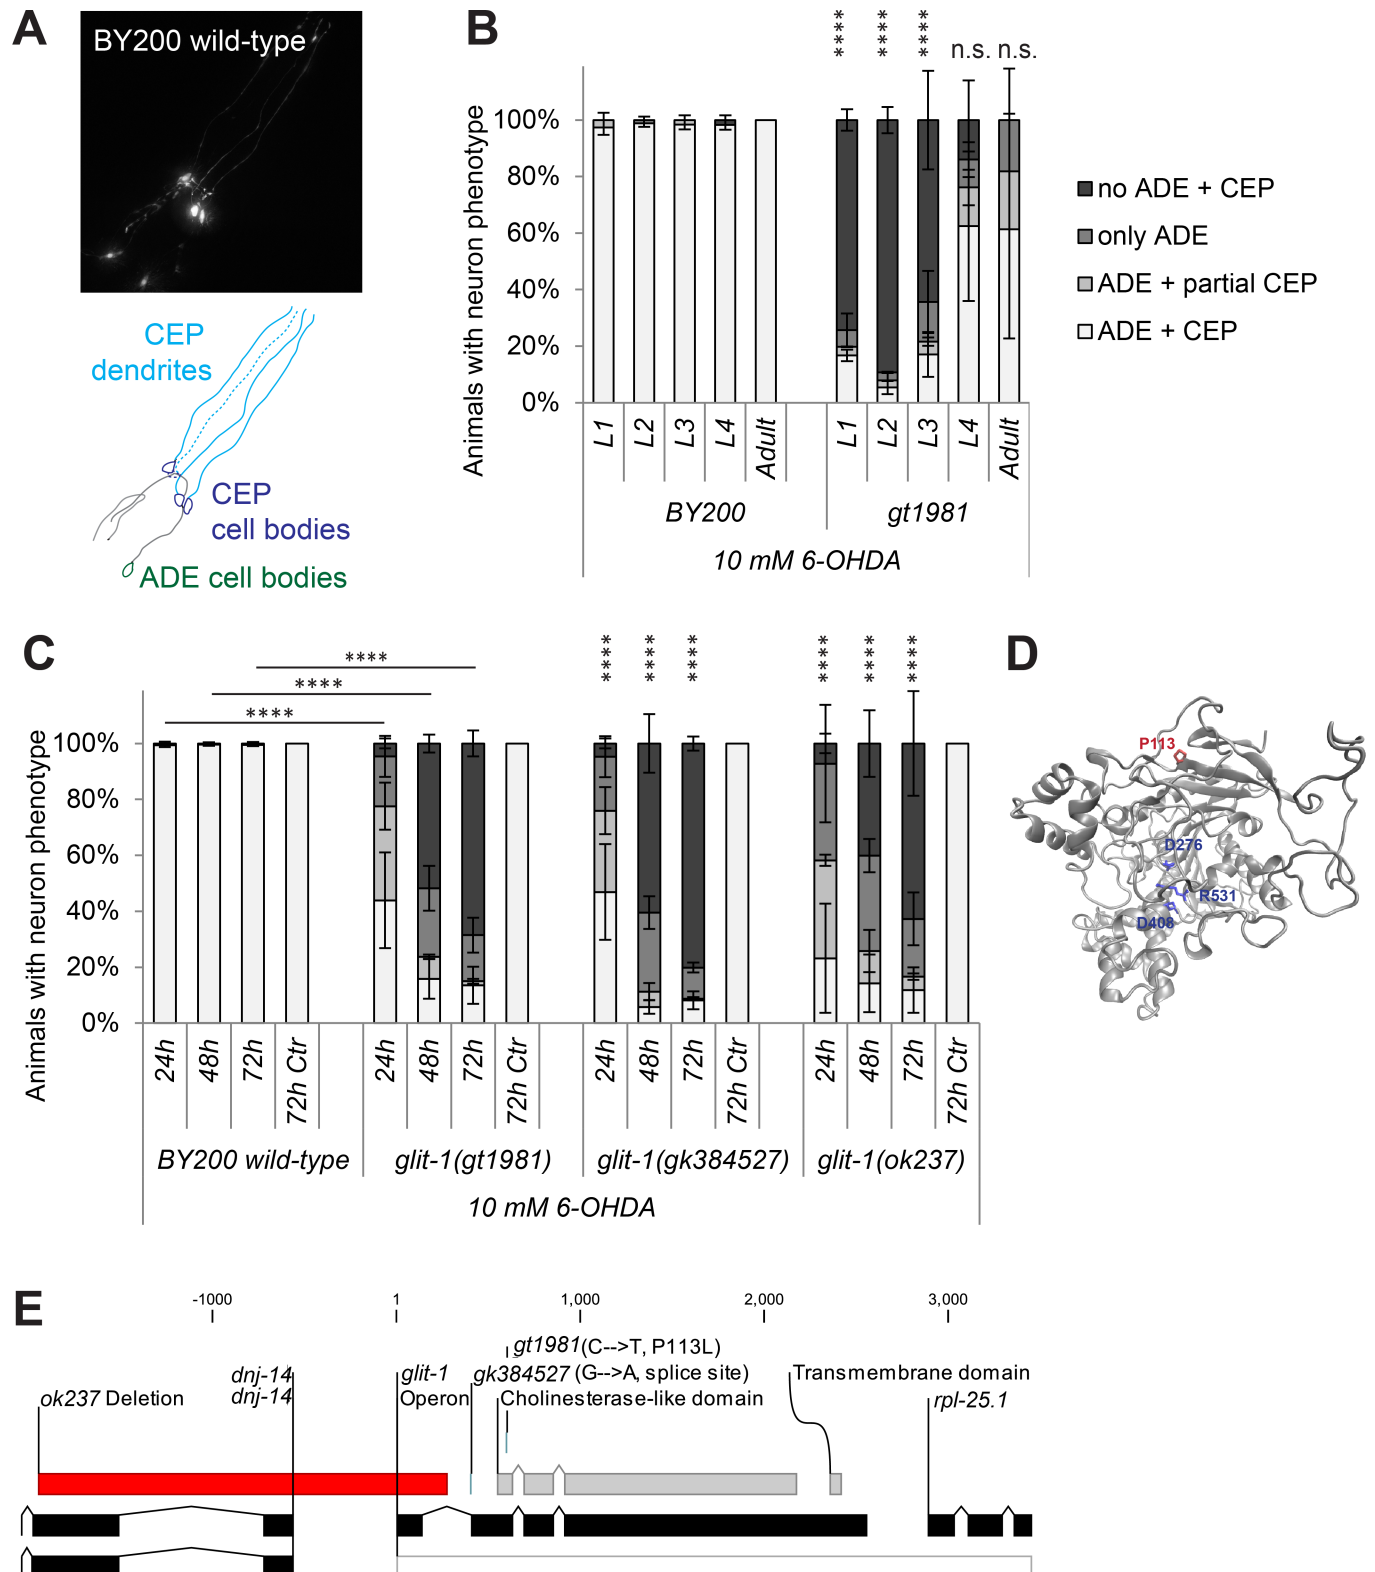 A
BY200 wild-type
CEP
dendrites
CEP
cell bodies
ADE cell bodies
B
**** **** **** n.s. n.s.
Animals with neuron phenotype
100%
80%
60%
40%
20%
0%
L1 L2 L3 L4 Adult L1 L2 L3 L4 Adult
BY200 gt1981
10 mM 6-OHDA
no ADE + CEP
only ADE
ADE + partial CEP
ADE + CEP
C
****
****
****
**** **** **** **** **** ****
Animals with neuron phenotype
100%
80%
60%
40%
20%
0%
24h 48h 72h 72h Ctr 24h 48h 72h 72h Ctr 24h 48h 72h 72h Ctr 24h 48h 72h 72h Ctr
BY200 wild-type glit-1(gt1981) glit-1(gk384527) glit-1(ok237)
10 mM 6-OHDA
D
P113
D276
R531
D408
E
-1000 1 1,000 2,000 3,000
gt1981(C-->T, P113L)
dnj-14 glit-1 gk384527 (G-->A, splice site) Transmembrane domain
ok237 Deletion dnj-14 Operon Cholinesterase-like domain rpl-25.1